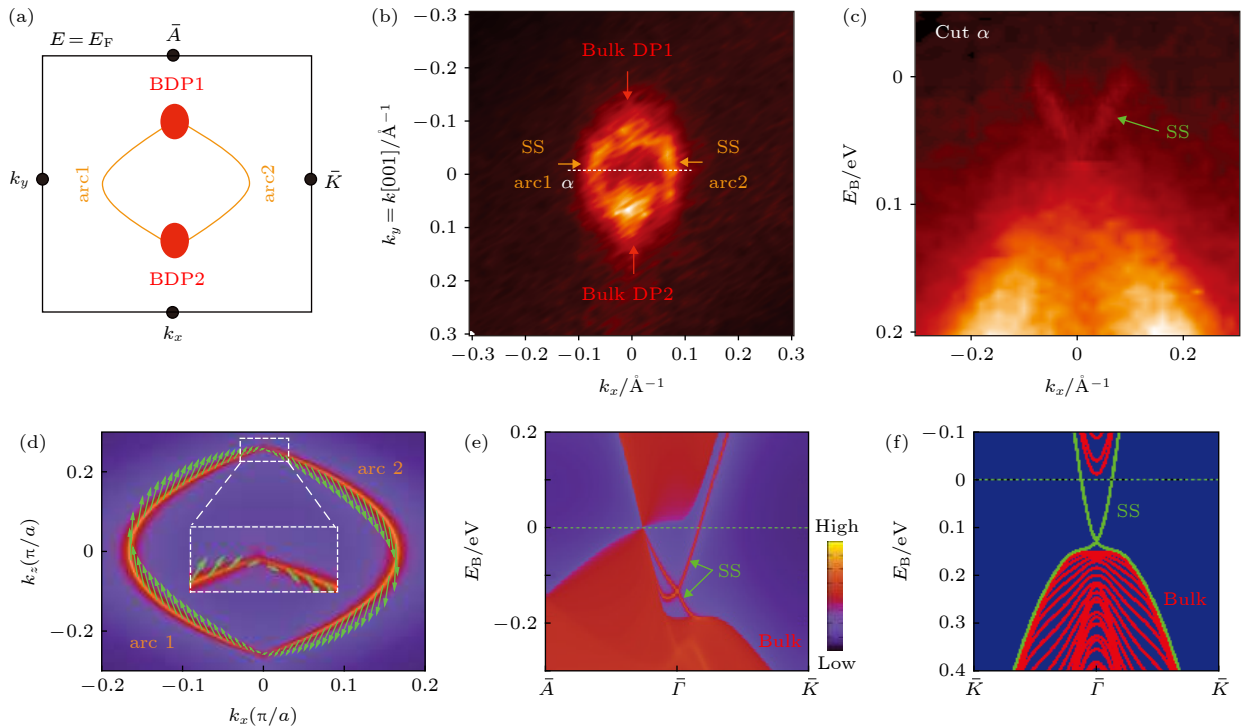 (a)
E = E_F
Ā
BDP1
arc1
arc2
k_y
K̄
BDP2
k_x
(b)
−0.3
−0.2
−0.1
0
0.1
0.2
0.3
k_y = k[001]/Å⁻¹
Bulk DP1
SS
SS
arc1
α
arc2
Bulk DP2
−0.3 −0.2 −0.1 0 0.1 0.2 0.3
k_x/Å⁻¹
(c)
Cut α
0
0.1
0.2
E_B/eV
SS
−0.2 0 0.2
k_x/Å⁻¹
(d)
0.2
0
−0.2
k_z(π/a)
arc 2
arc 1
−0.2 −0.1 0 0.1 0.2
k_x(π/a)
(e)
0.2
0
−0.2
E_B/eV
SS
Bulk
Ā Γ̄ K̄
High
Low
(f)
−0.1
0
0.1
0.2
0.3
0.4
E_B/eV
SS
Bulk
K̄ Γ̄ K̄